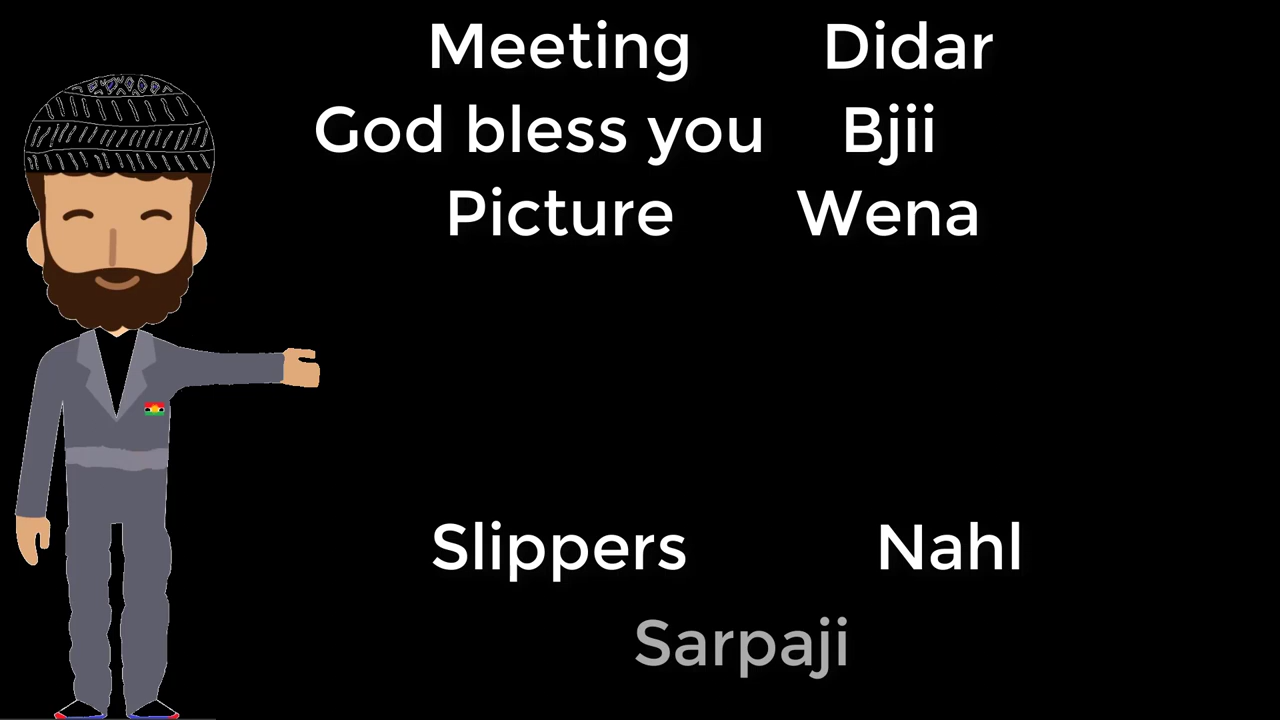 Meeting Didar
God bless you Bjii
Picture Wena
Slippers Nahl
Sarpaji